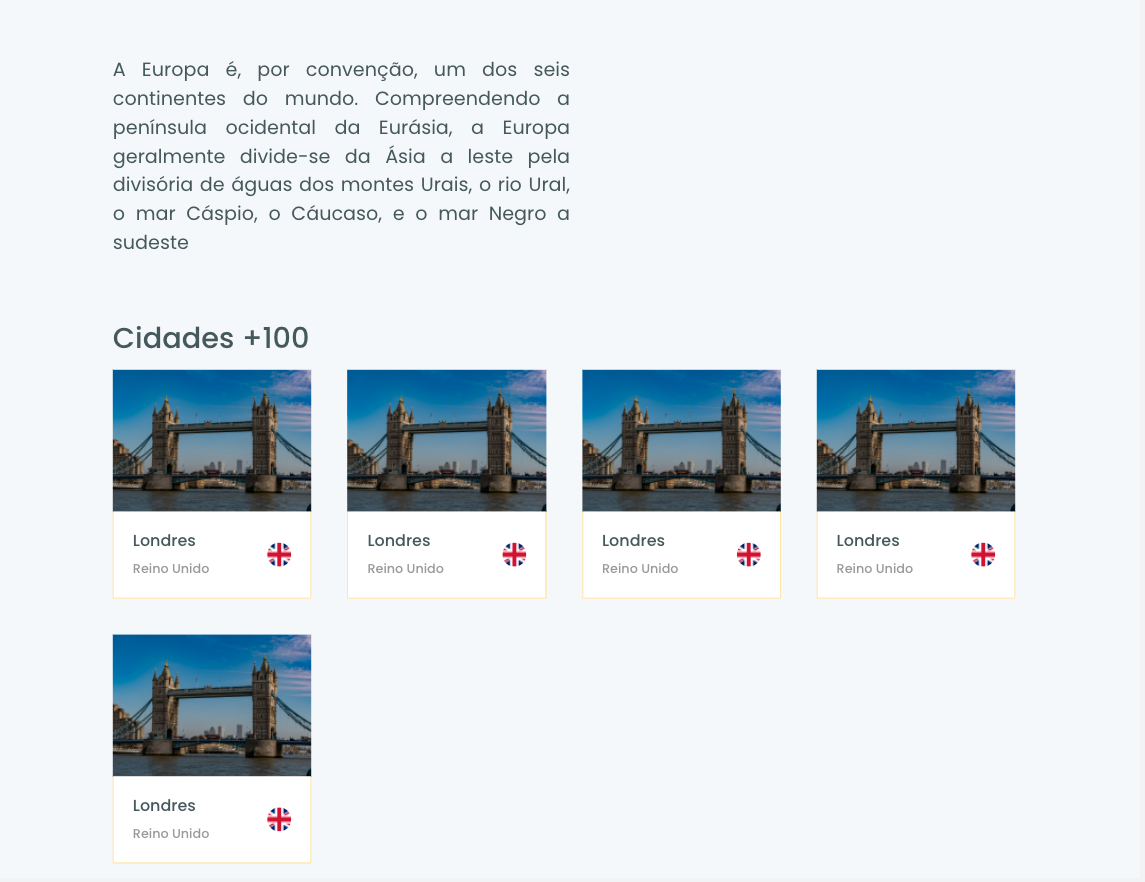 A Europa é, por convenção, um dos seis
continentes do mundo. Compreendendo a
península ocidental da Eurásia, a Europa
geralmente divide-se da Ásia a leste pela
divisória de águas dos montes Urais, o rio Ural,
o mar Cáspio, o Cáucaso, e o mar Negro a
sudeste
Cidades +100
Londres
Reino Unido
Londres
Reino Unido
Londres
Reino Unido
Londres
Reino Unido
Londres
Reino Unido